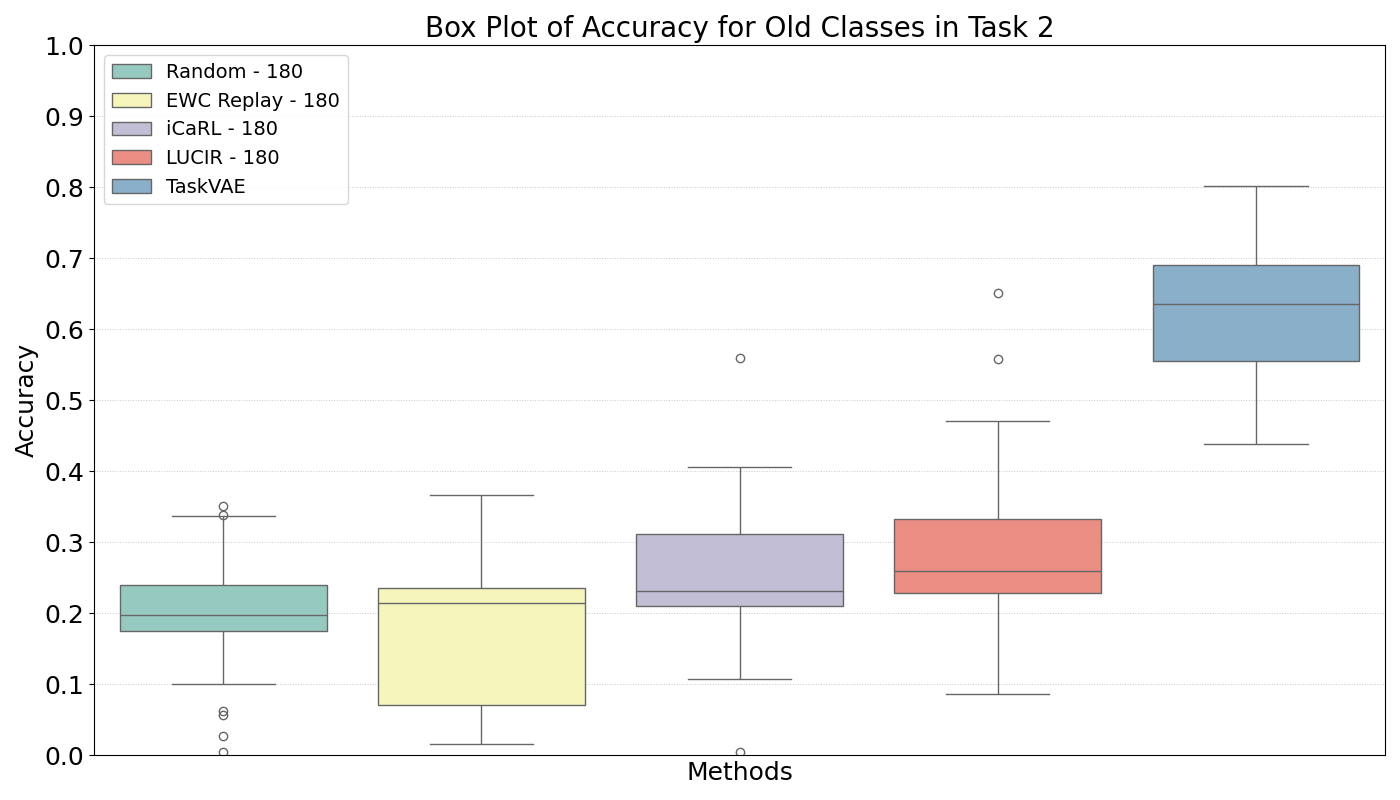 Box Plot of Accuracy for Old Classes in Task 2
1.0
0.9
0.8
0.7
0.6
0.5
0.4
0.3
0.2
0.1
0.0
Accuracy
Random - 180
EWC Replay - 180
iCaRL - 180
LUCIR - 180
TaskVAE
Methods